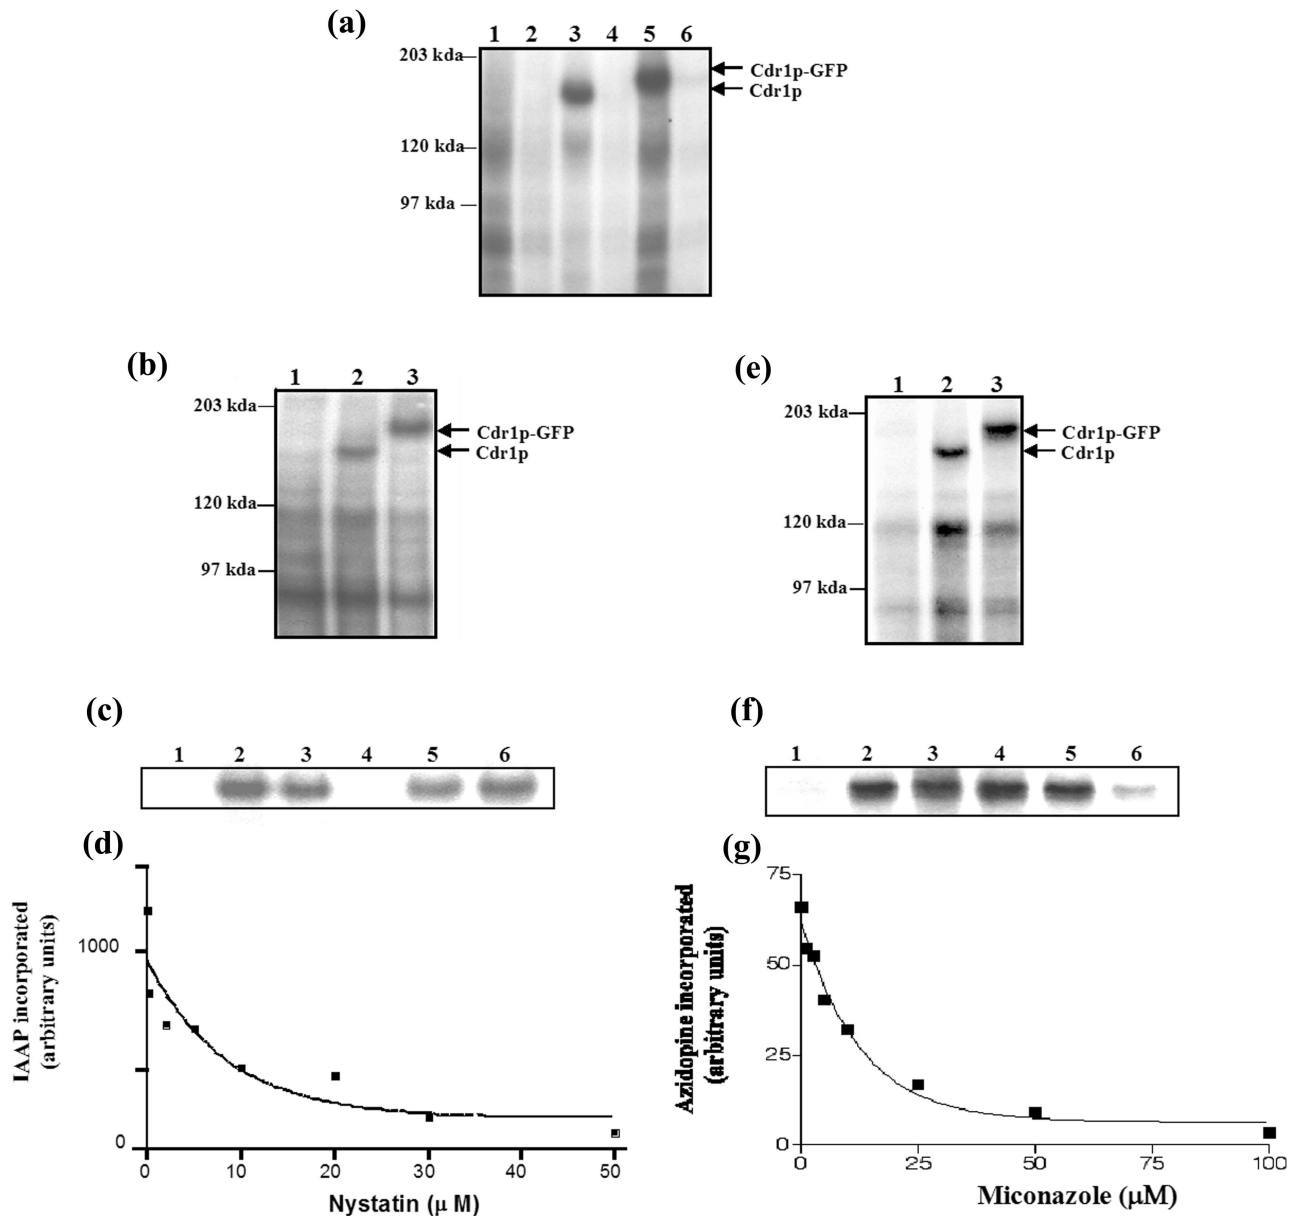 (a)
1 2 3 4 5 6
203 kda
Cdr1p-GFP
Cdr1p
120 kda
97 kda
(b)
1 2 3
203 kda
Cdr1p-GFP
Cdr1p
120 kda
97 kda
(e)
1 2 3
203 kda
Cdr1p-GFP
Cdr1p
120 kda
97 kda
(c)
1 2 3 4 5 6
(f)
1 2 3 4 5 6
(d)
IAAP incorporated
(arbitrary units)
1000
0
0 10 20 30 40 50
Nystatin (μ M)
(g)
Azidopine incorporated
(arbitrary units)
75
50
25
0
0 25 50 75 100
Miconazole (μM)